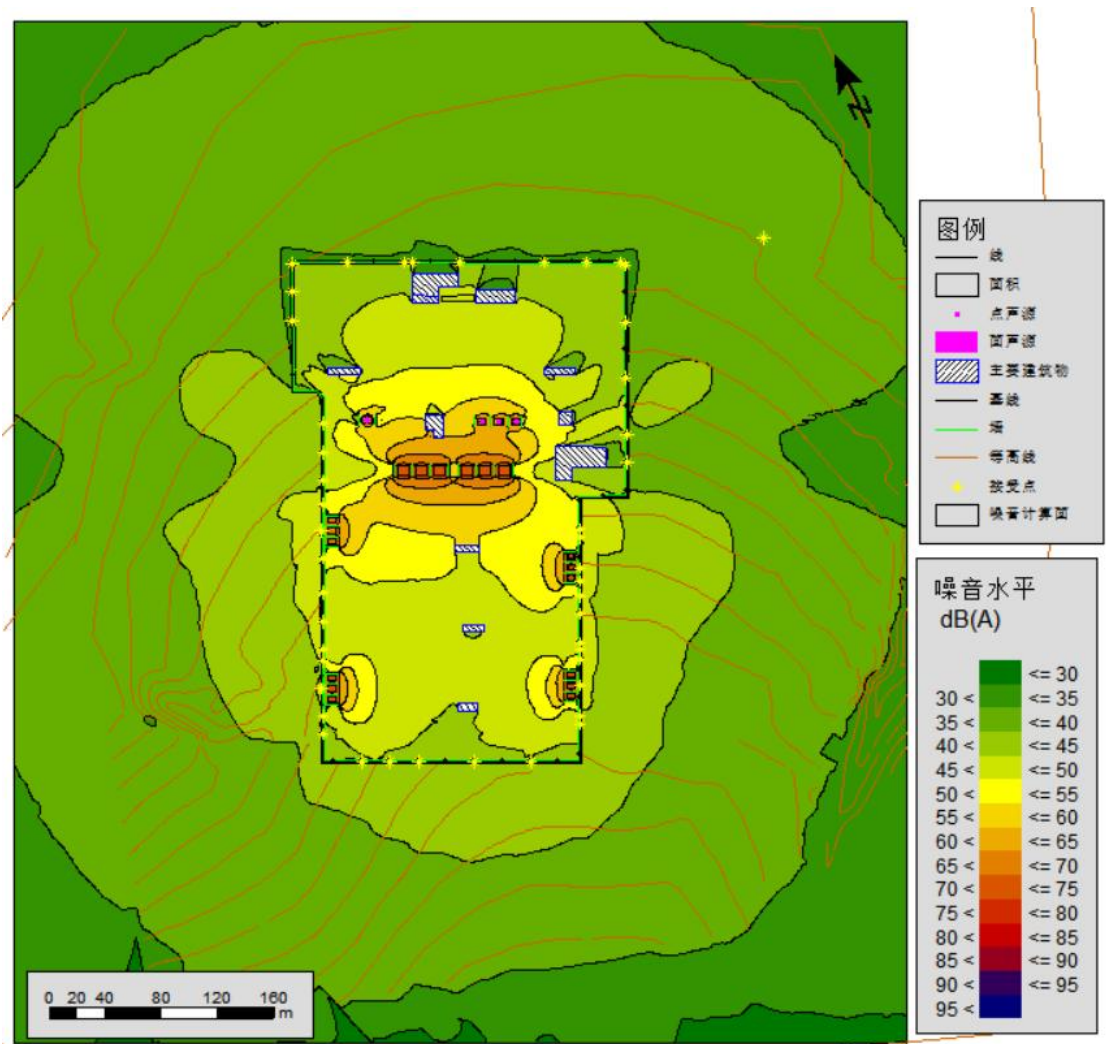 N
图例
线
面积
点声源
面声源
主要建筑物
基线
墙
等高线
接受点
噪音计算面
噪音水平
dB(A)
<= 30
30 < <= 35
35 < <= 40
40 < <= 45
45 < <= 50
50 < <= 55
55 < <= 60
60 < <= 65
65 < <= 70
70 < <= 75
75 < <= 80
80 < <= 85
85 < <= 90
90 < <= 95
95 <
0 20 40 80 120 160
m